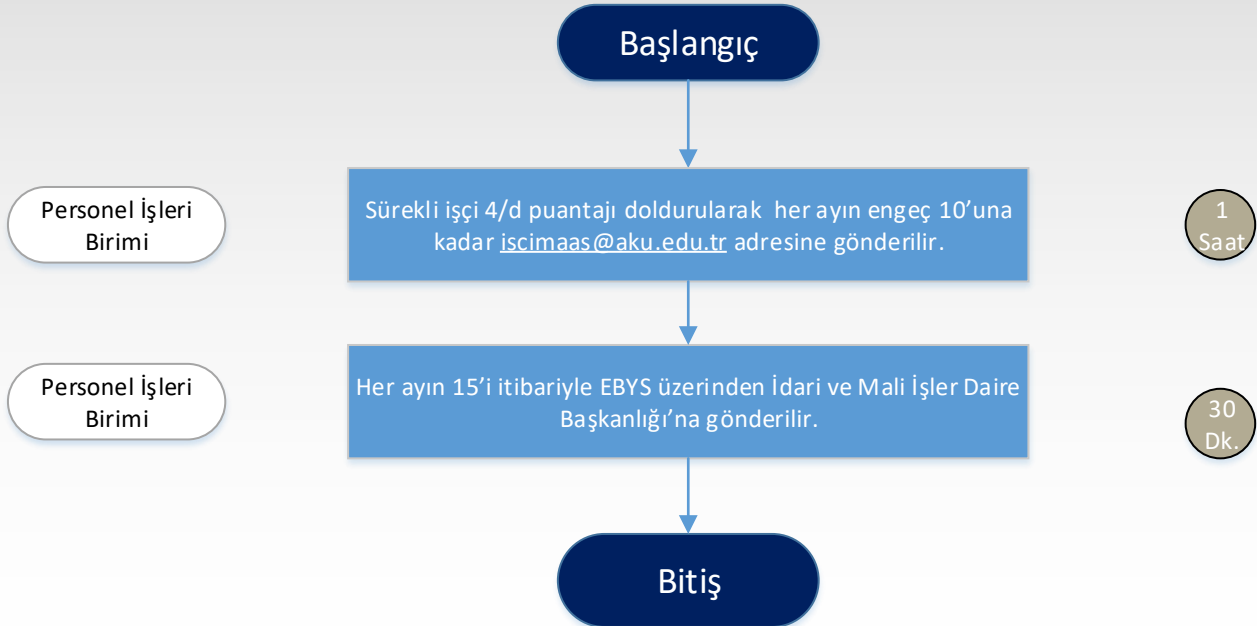 Başlangıç
Personel İşleri
Birimi
Sürekli işçi 4/d puantajı doldurularak  her ayın engeç 10’una
kadar iscimaas@aku.edu.tr adresine gönderilir.
1
Saat
Personel İşleri
Birimi
Her ayın 15’i itibariyle EBYS üzerinden İdari ve Mali İşler Daire
Başkanlığı’na gönderilir.
30
Dk.
Bitiş